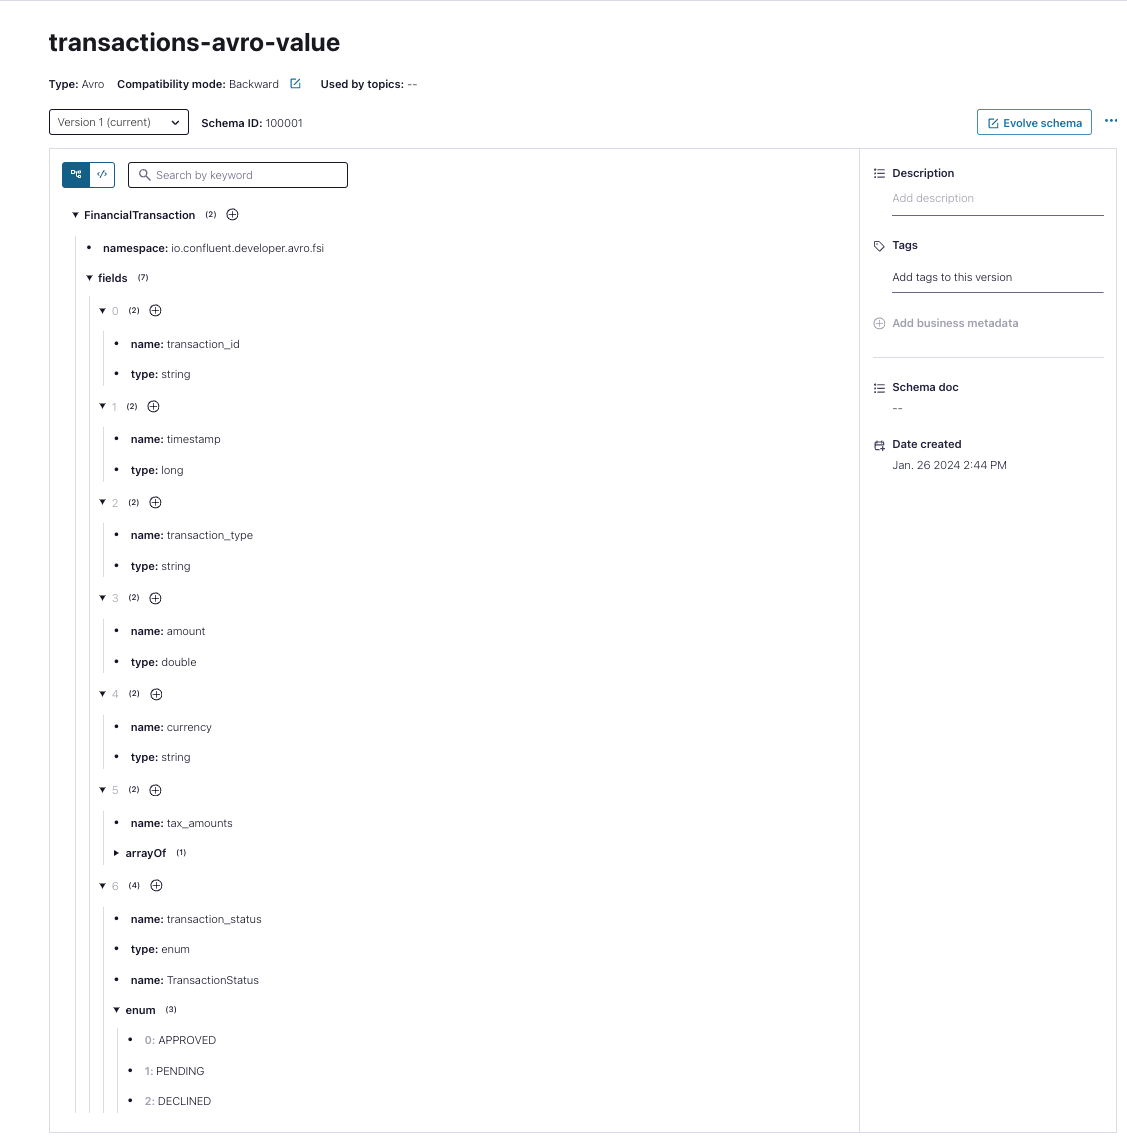 transactions-avro-value
Type: Avro Compatibility mode: Backward Used by topics: --
Version 1 (current) Schema ID: 100001 Evolve schema
Search by keyword
FinancialTransaction (2)
namespace: io.confluent.developer.avro.fsi
fields (7)
0 (2)
name: transaction_id
type: string
1 (2)
name: timestamp
type: long
2 (2)
name: transaction_type
type: string
3 (2)
name: amount
type: double
4 (2)
name: currency
type: string
5 (2)
name: tax_amounts
arrayOf (1)
6 (4)
name: transaction_status
type: enum
name: TransactionStatus
enum (3)
0: APPROVED
1: PENDING
2: DECLINED
Description
Add description
Tags
Add tags to this version
Add business metadata
Schema doc
--
Date created
Jan. 26 2024 2:44 PM